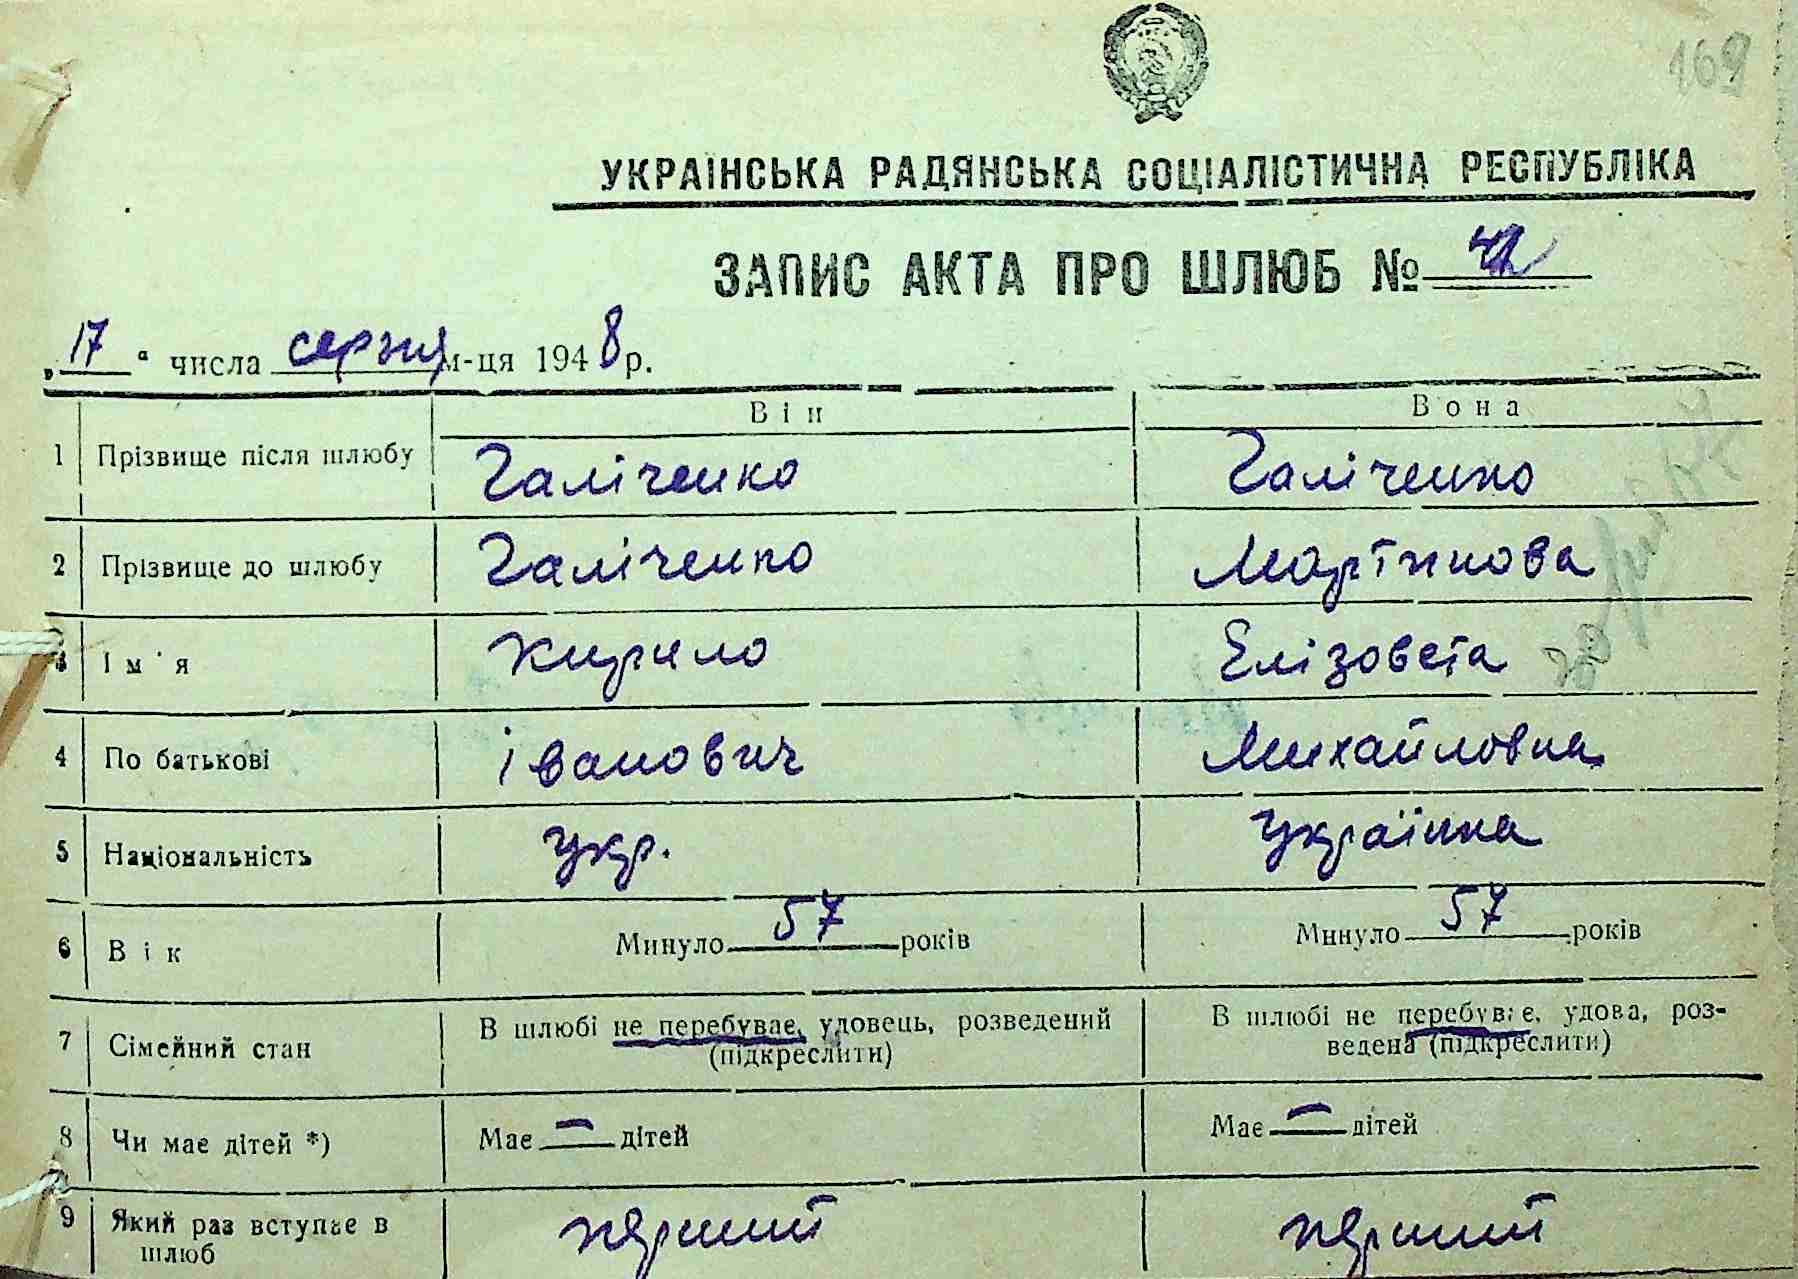 169
УКРАЇНСЬКА РАДЯНСЬКА СОЦІАЛІСТИЧНА РЕСПУБЛІКА
ЗАПИС АКТА ПРО ШЛЮБ №
„17“ числа серпня м-ця 1948 р.
Він Вона
1 Прізвище після шлюбу Галіченко Галіченко
2 Прізвище до шлюбу Галіченко Мартинова
3 Ім'я Кирило Елізовета
4 По батькові Іванович Михайловна
5 Національність Укр. Українка
6 Вік Минуло 57 років Минуло 57 років
7 Сімейний стан В шлюбі не перебуває, удовець, розведений (підкреслити) В шлюбі не перебуває, удова, роз-
ведена (підкреслити)
8 Чи має дітей *) Має — дітей Має — дітей
9 Який раз вступає в перший перший
шлюб